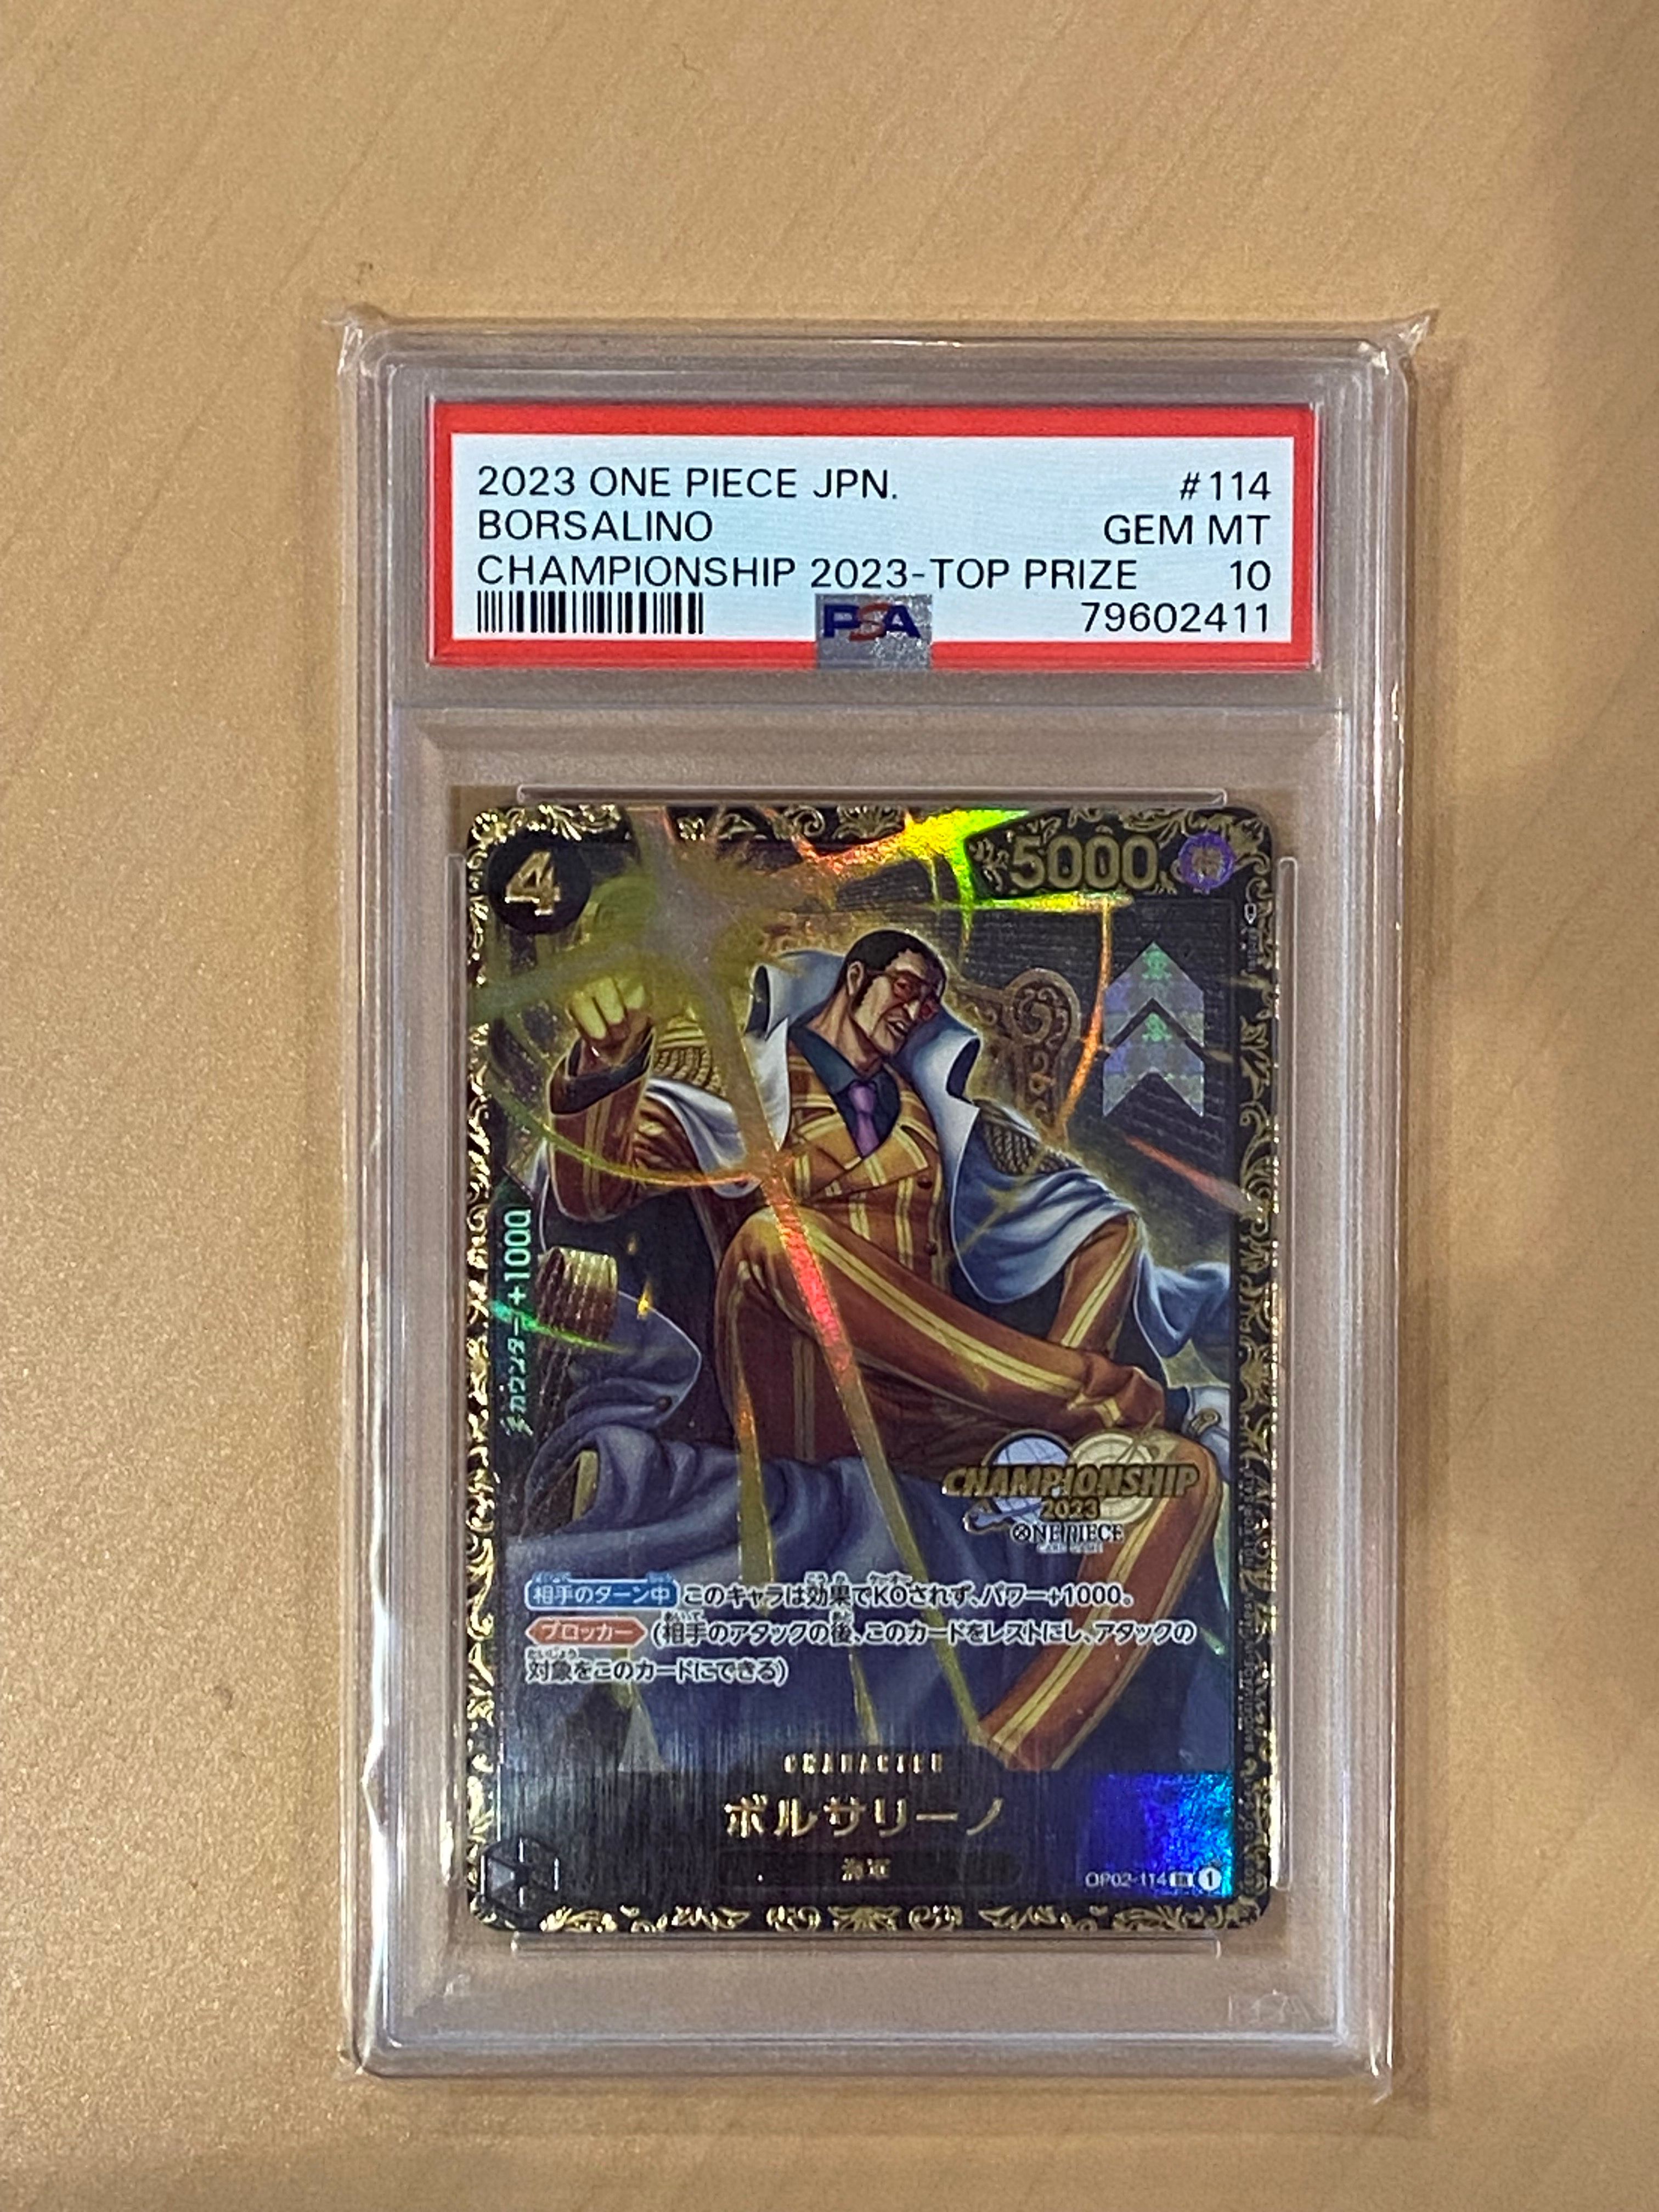 2023 ONE PIECE JPN. #114
BORSALINO GEM MT
CHAMPIONSHIP 2023-TOP PRIZE 10
PSA 79602411
4 5000 特
カウンター+1000
CHAMPIONSHIP
2023
ONE PIECE
CARD GAME
相手のターン中 このキャラは効果でKOされず、パワー+1000。
ブロッカー (相手のアタックの後、このカードをレストにし、アタックの
対象をこのカードにできる)
CHARACTER
ボルサリーノ
海軍
OP02-114 1
PSA